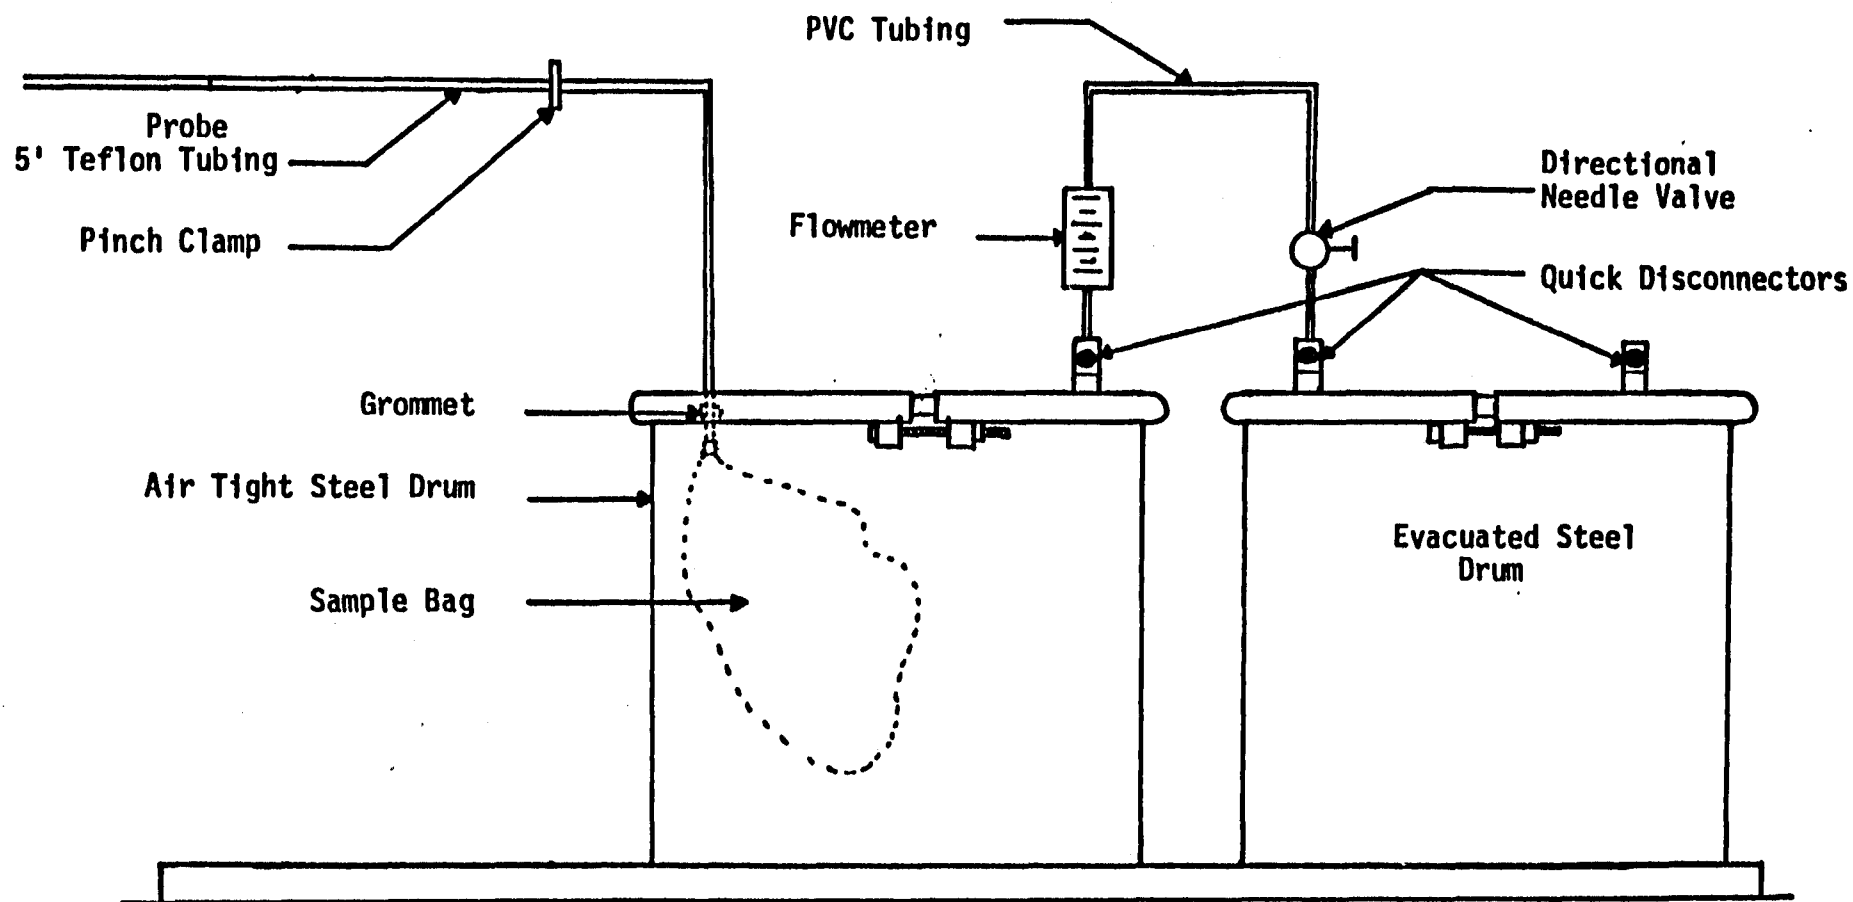 PVC Tubing
Probe
5' Teflon Tubing
Pinch Clamp
Directional
Needle Valve
Flowmeter
Quick Disconnectors
Grommet
Air Tight Steel Drum
Evacuated Steel
Drum
Sample Bag